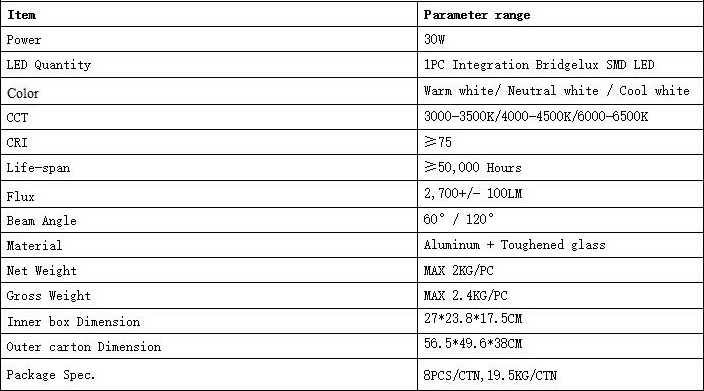 Item Parameter range
Power 30W
LED Quantity 1PC Integration Bridgelux SMD LED
Color Warm white/ Neutral white / Cool white
CCT 3000-3500K/4000-4500K/6000-6500K
CRI ≥75
Life-span ≥50,000 Hours
Flux 2,700+/- 100LM
Beam Angle 60° / 120°
Material Aluminum + Toughened glass
Net Weight MAX 2KG/PC
Gross Weight MAX 2.4KG/PC
Inner box Dimension 27*23.8*17.5CM
Outer carton Dimension 56.5*49.6*38CM
Package Spec. 8PCS/CTN,19.5KG/CTN